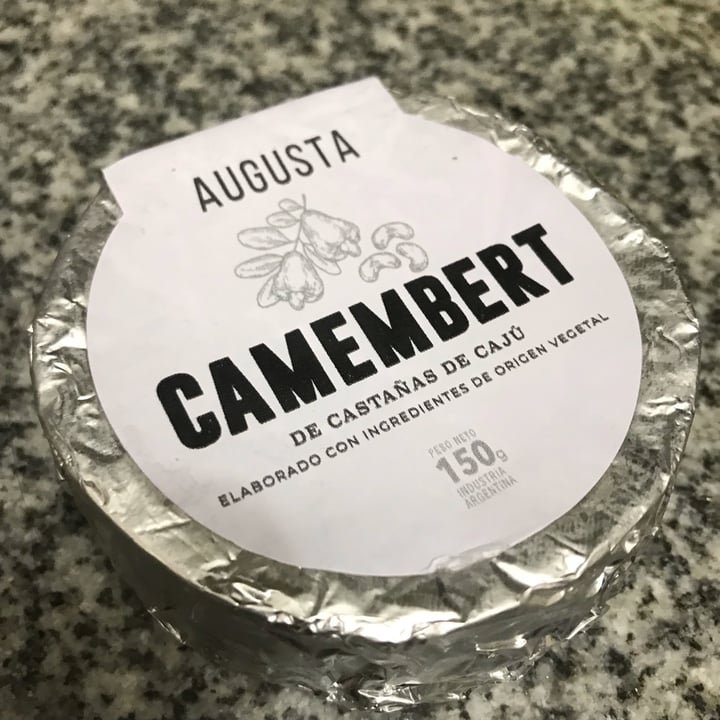 AUGUSTA
CAMEMBERT
DE CASTAÑAS DE CAJÚ
ELABORADO CON INGREDIENTES DE ORIGEN VEGETAL
PESO NETO
150g
INDUSTRIA
ARGENTINA